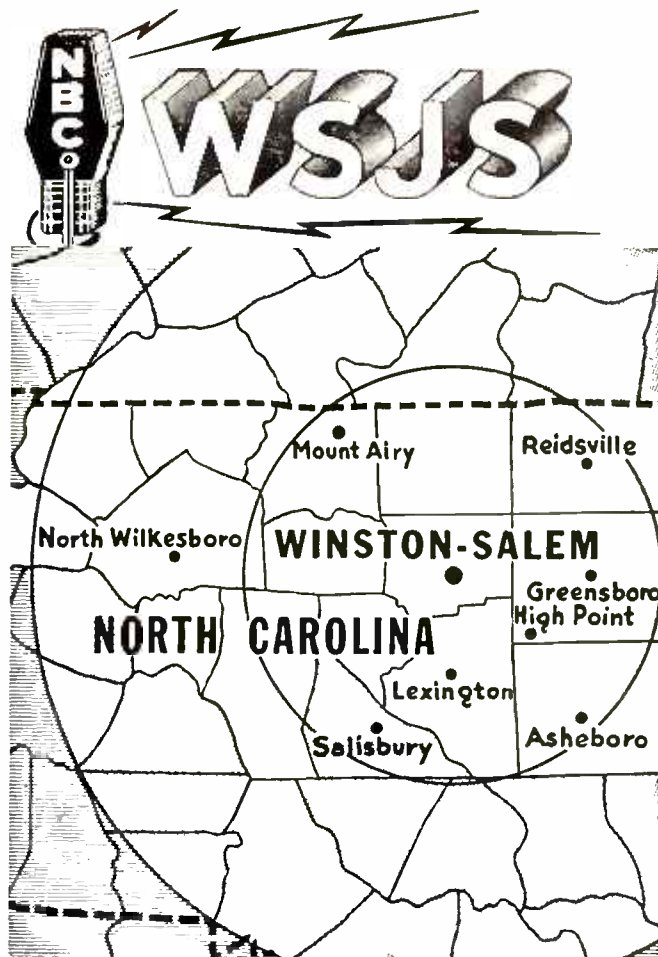 NBC
WSJS
Mount Airy
Reidsville
North Wilkesboro
WINSTON-SALEM
Greensboro
High Point
NORTH CAROLINA
Lexington
Salisbury
Asheboro